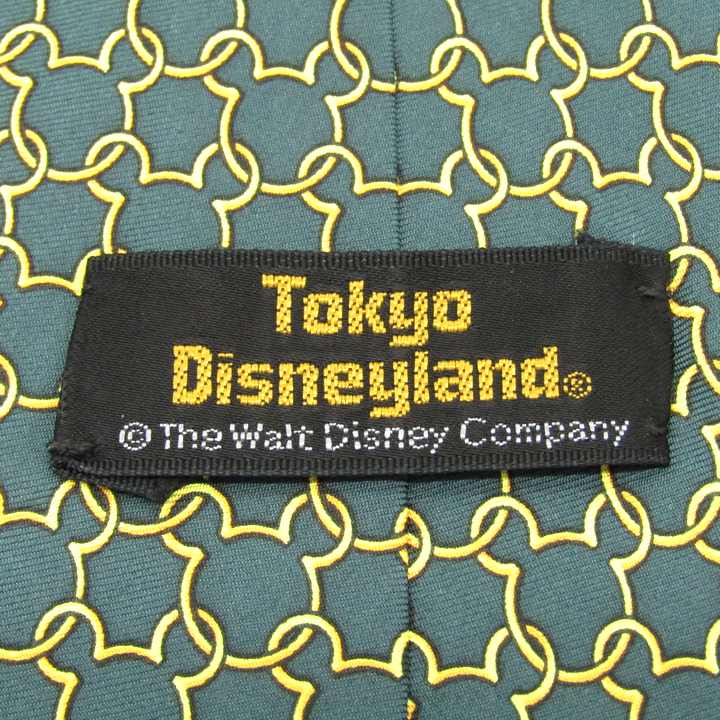 Tokyo
Disneyland®
© The Walt Disney Company